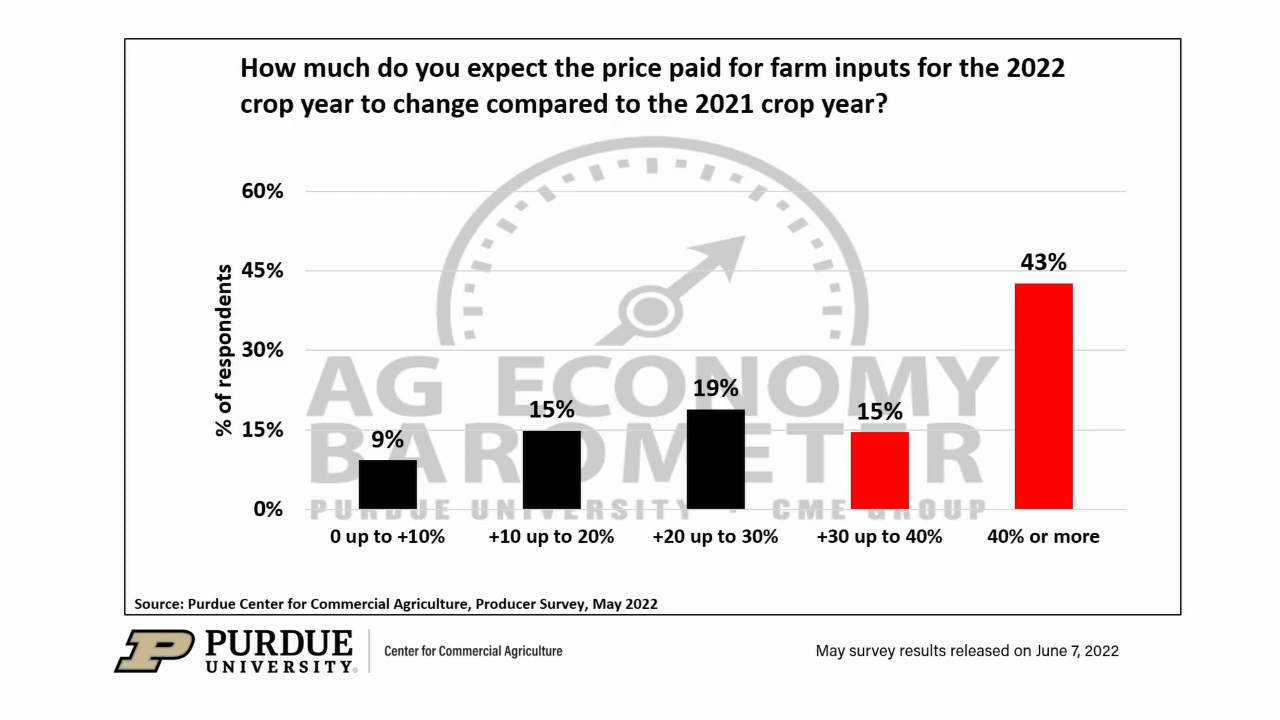 How much do you expect the price paid for farm inputs for the 2022
crop year to change compared to the 2021 crop year?
60%
45%
30%
15%
0%
% of respondents
9%
15%
19%
15%
43%
AG ECONOMY
BAROMETER
PURDUE UNIVERSITY · CME GROUP
0 up to +10%
+10 up to 20%
+20 up to 30%
+30 up to 40%
40% or more
Source: Purdue Center for Commercial Agriculture, Producer Survey, May 2022
P PURDUE
UNIVERSITY®
Center for Commercial Agriculture
May survey results released on June 7, 2022